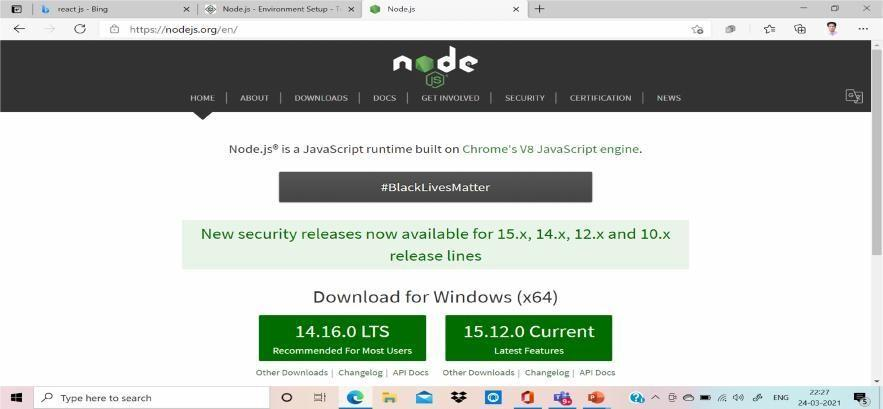 react js - Bing
Node.js - Environment Setup - T
Node.js
https://nodejs.org/en/
node
JS
HOME | ABOUT | DOWNLOADS | DOCS | GET INVOLVED | SECURITY | CERTIFICATION | NEWS
Node.js® is a JavaScript runtime built on Chrome's V8 JavaScript engine.
#BlackLivesMatter
New security releases now available for 15.x, 14.x, 12.x and 10.x
release lines
Download for Windows (x64)
14.16.0 LTS
Recommended For Most Users
15.12.0 Current
Latest Features
Other Downloads | Changelog | API Docs
Other Downloads | Changelog | API Docs
Type here to search
ENG
22:27
24-03-2021